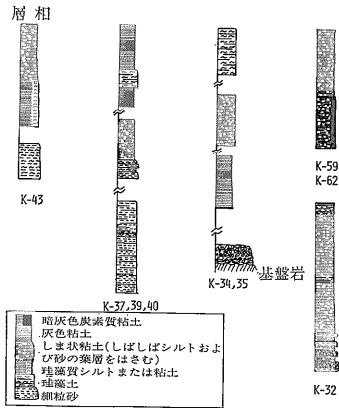 層相
K-43
K-37,39,40
K-34,35
基盤岩
K-59
K-62
K-32
暗灰色炭素質粘土
灰色粘土
しま状粘土(しばしばシルトおよ
び砂の葉層をはさむ)
珪藻質シルトまたは粘土
珪藻土
細粒砂